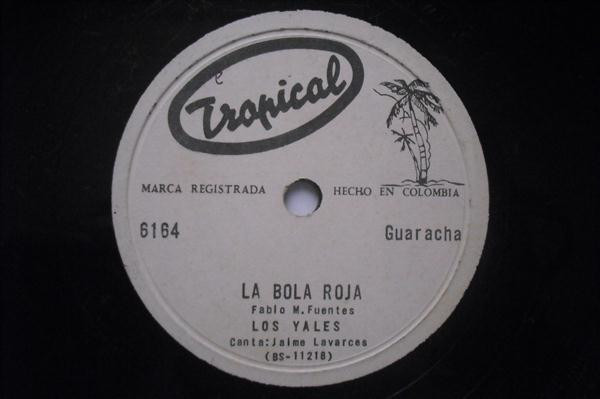 Tropical
MARCA REGISTRADA HECHO EN COLOMBIA
6164 Guaracha
LA BOLA ROJA
Fabio M. Fuentes
LOS YALES
Canta: Jaime Lavarces
(BS-11218)